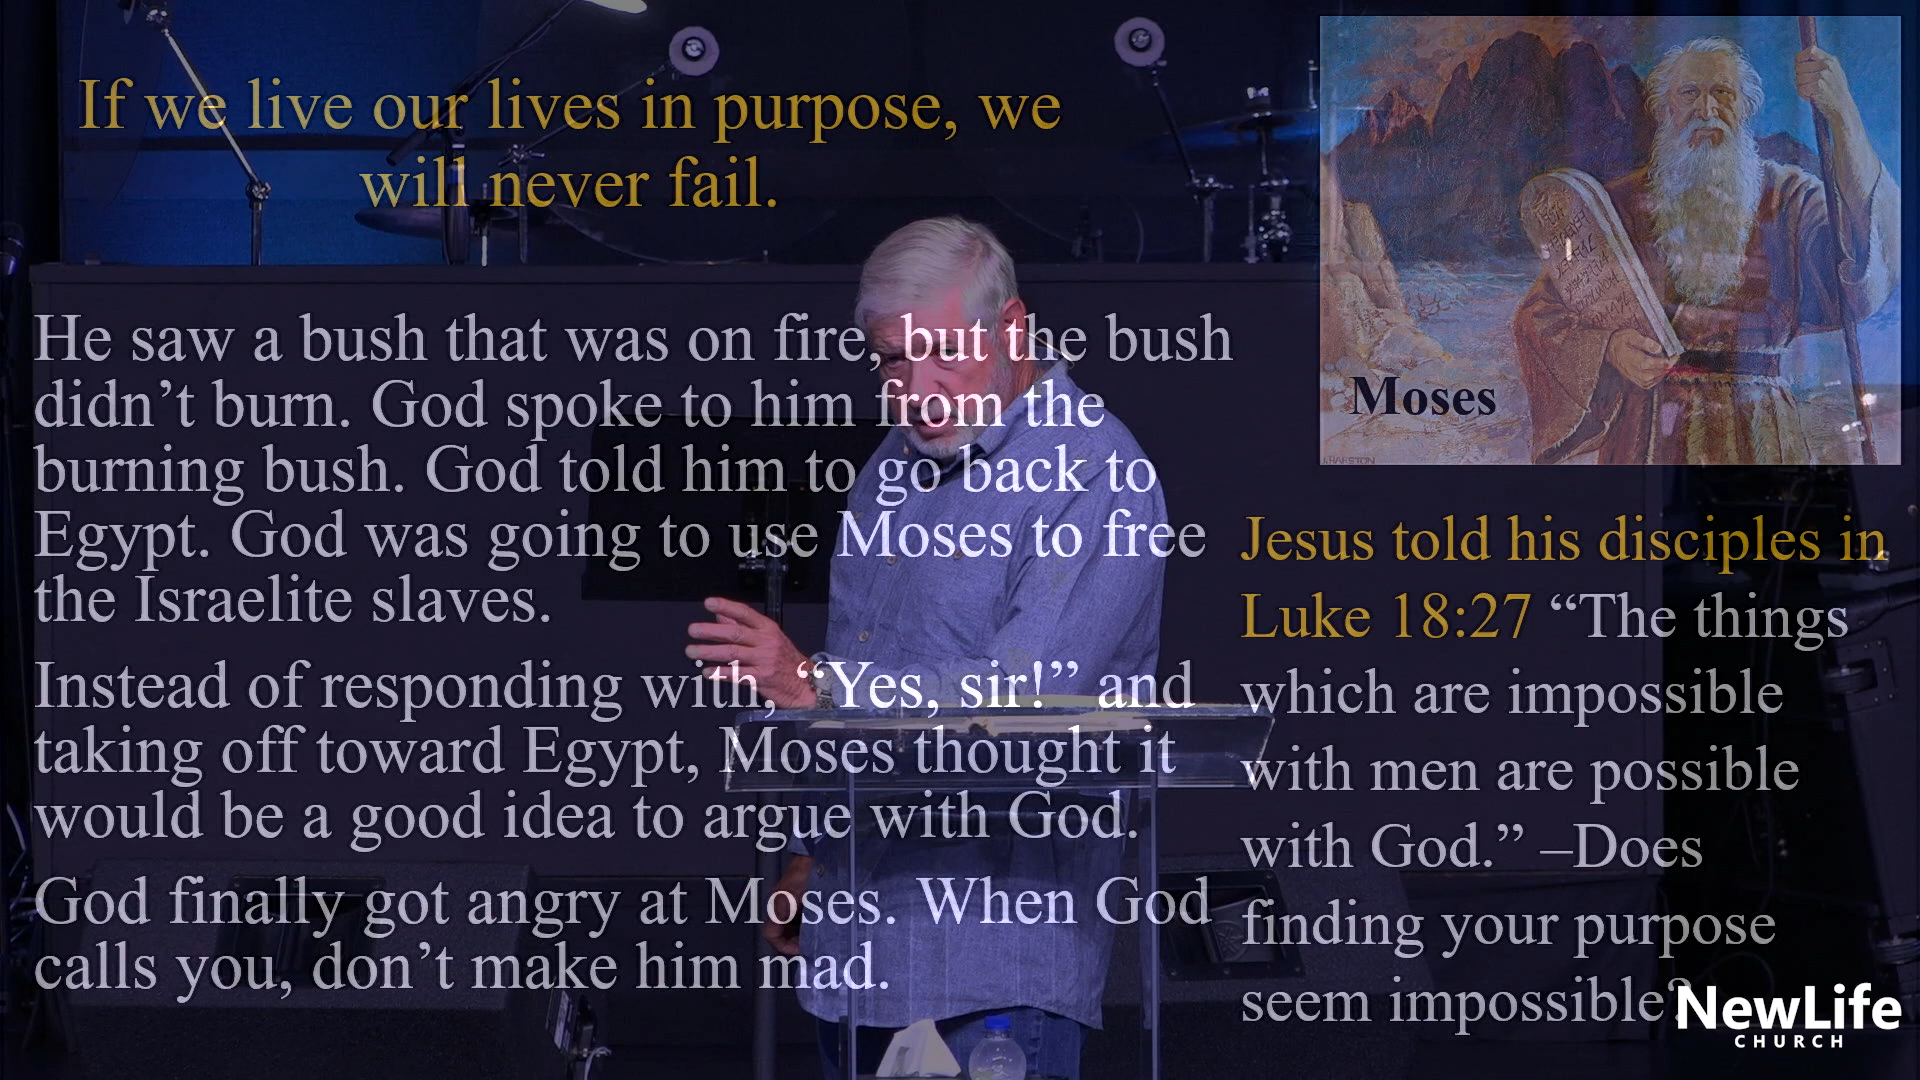 If we live our lives in purpose, we
will never fail.
He saw a bush that was on fire, but the bush
didn’t burn. God spoke to him from the
burning bush. God told him to go back to
Egypt. God was going to use Moses to free
the Israelite slaves.
Instead of responding with, “Yes, sir!” and
taking off toward Egypt, Moses thought it
would be a good idea to argue with God.
God finally got angry at Moses. When God
calls you, don’t make him mad.
Moses
Jesus told his disciples in
Luke 18:27 “The things
which are impossible
with men are possible
with God.” –Does
finding your purpose
seem impossible?
NewLife
CHURCH